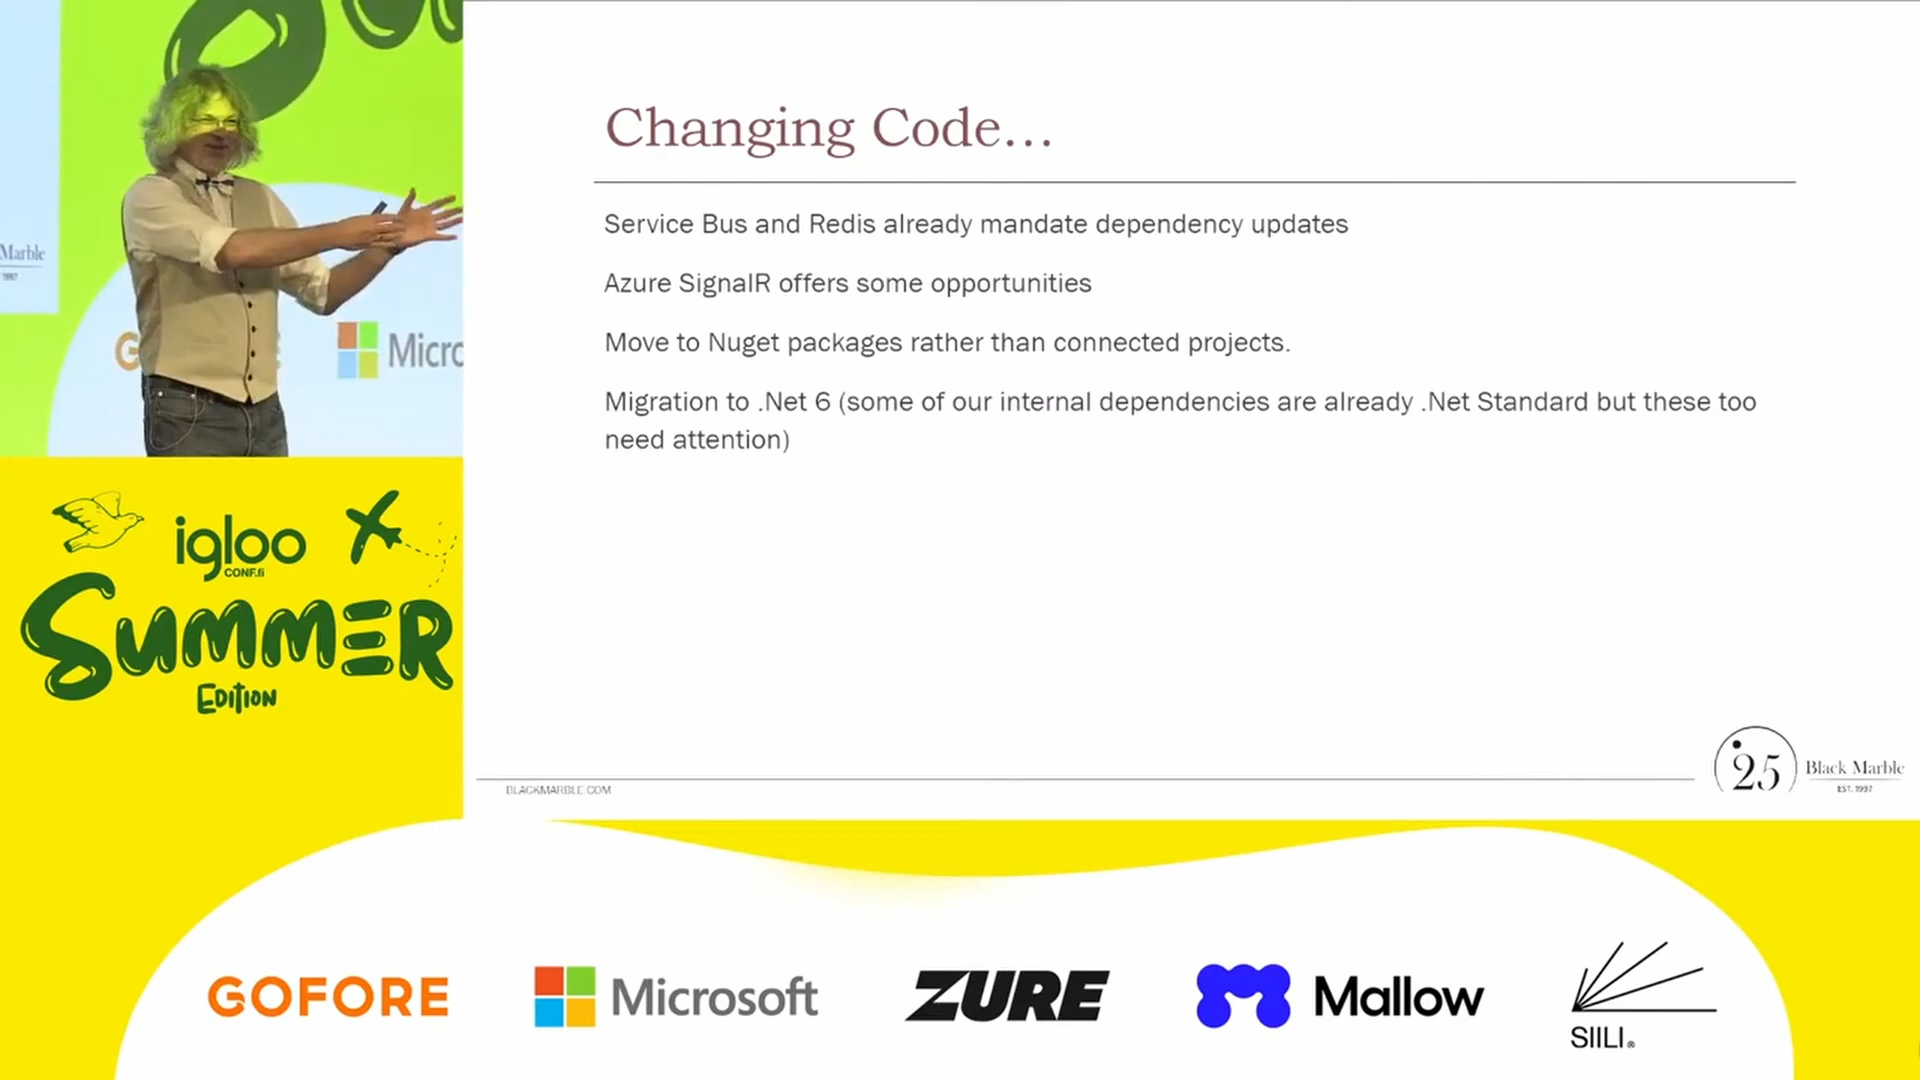 Marble
1997
G
Micro
igloo
CONF.fi
SUMMER
EDITION
Changing Code...
Service Bus and Redis already mandate dependency updates
Azure SignalR offers some opportunities
Move to Nuget packages rather than connected projects.
Migration to .Net 6 (some of our internal dependencies are already .Net Standard but these too
need attention)
BLACKMARBLE.COM
25
Black Marble
EST. 1997
GOFORE
Microsoft
ZURE
Mallow
SIILI®